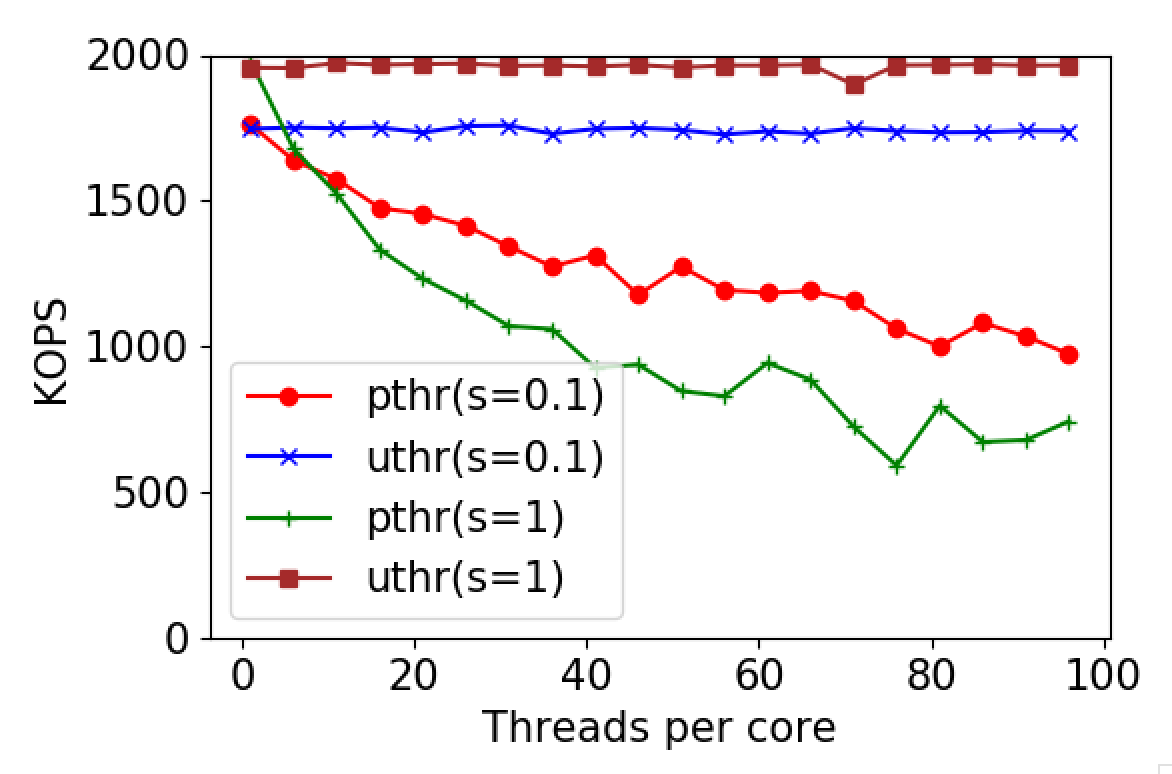 2000
1500
1000
500
0
KOPS
pthr(s=0.1)
uthr(s=0.1)
pthr(s=1)
uthr(s=1)
0 20 40 60 80 100
Threads per core